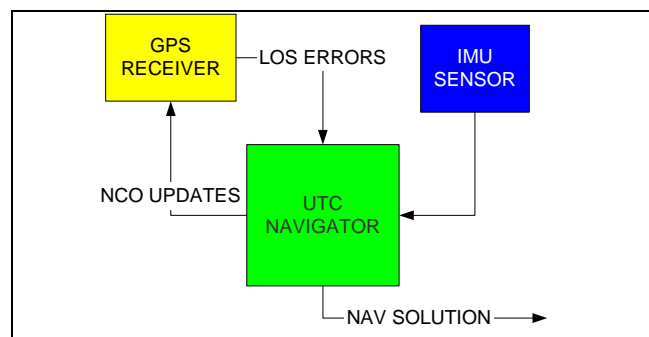 GPS
RECEIVER
LOS ERRORS
IMU
SENSOR
NCO UPDATES
UTC
NAVIGATOR
NAV SOLUTION